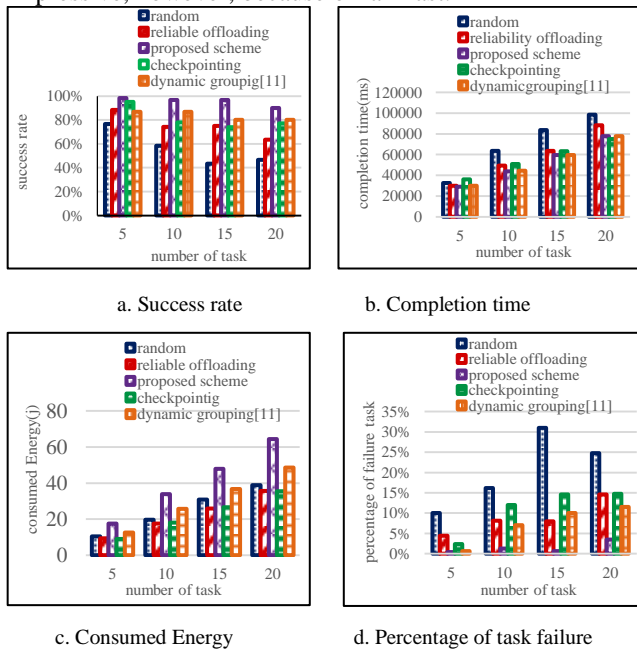 random
reliable offloading
proposed scheme
checkpointing
dynamic groupig[11]
100%
80%
60%
40%
20%
0%
success rate
5 10 15 20
number of task
a. Success rate
random
reliability offloading
proposed scheme
checkpointing
dynamicgrouping[11]
120000
100000
80000
60000
40000
20000
0
completion time(ms)
5 10 15 20
number of task
b. Completion time
random
reliable offloading
proposed scheme
checkpointig
dynamic grouping[11]
80
60
40
20
0
consumed Energy(j)
5 10 15 20
number of task
c. Consumed Energy
random
reliable offloading
proposed scheme
checkpointing
dynamic grouping[11]
35%
30%
25%
20%
15%
10%
5%
0%
percentage of failure task
5 10 15 20
number of task
d. Percentage of task failure